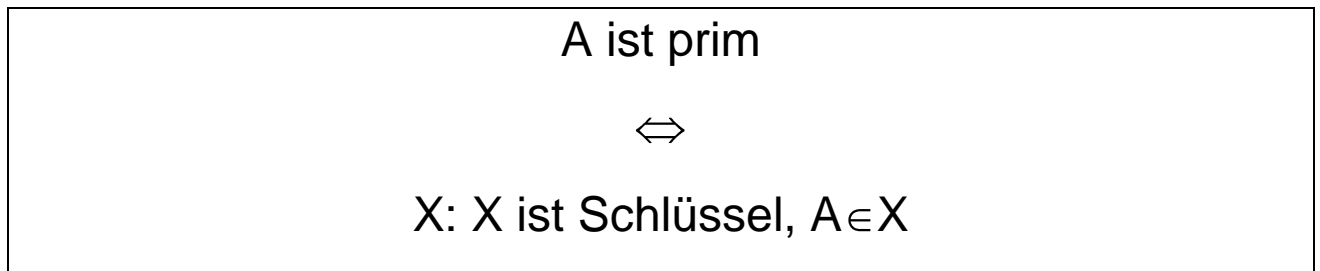 A ist prim
⇔
X: X ist Schlüssel, A∈X